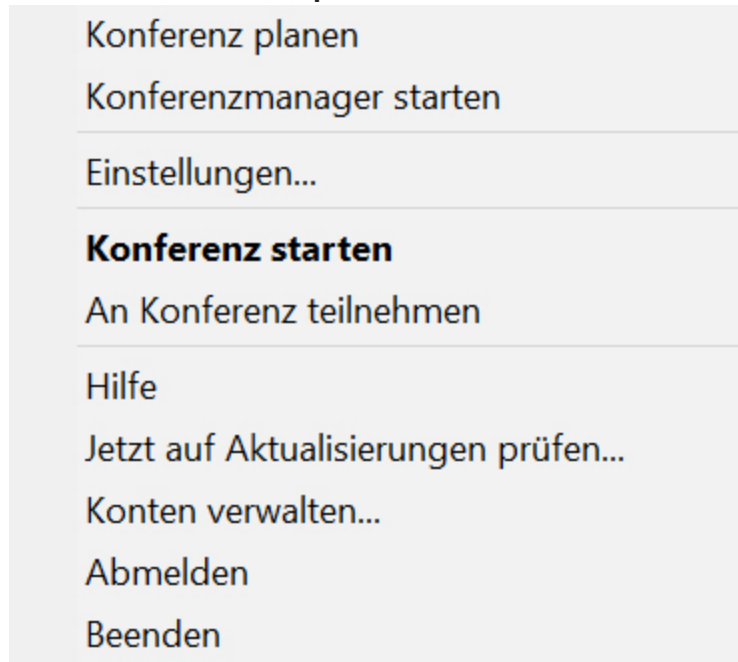 Konferenz planen
Konferenzmanager starten
Einstellungen...
Konferenz starten
An Konferenz teilnehmen
Hilfe
Jetzt auf Aktualisierungen prüfen...
Konten verwalten...
Abmelden
Beenden